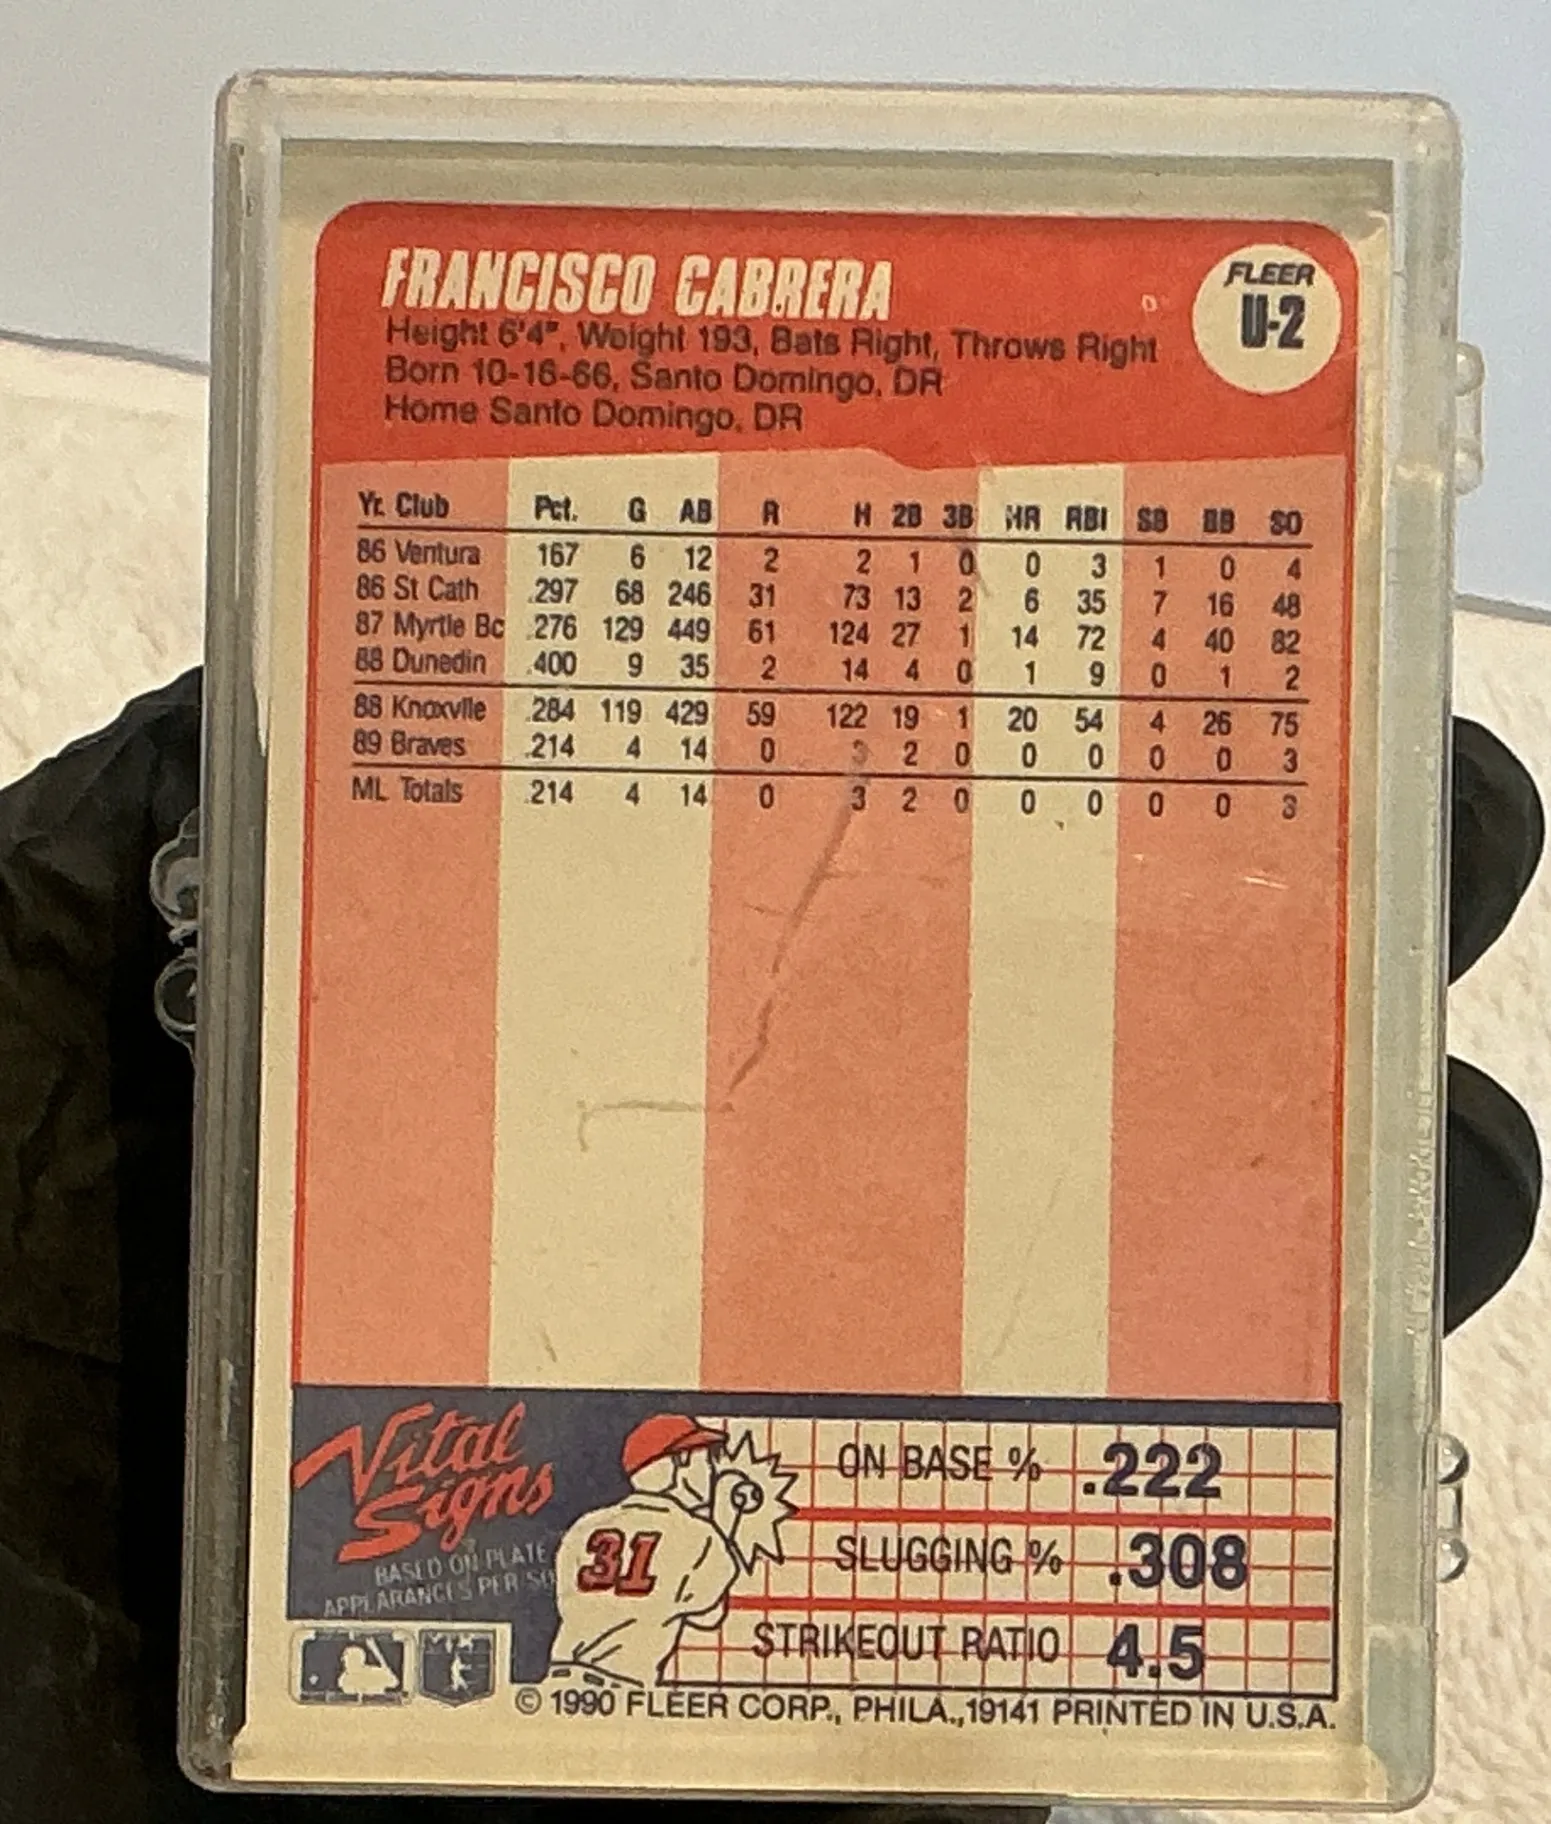 FRANCISCO CABRERA
FLEER
U-2
Height 6'4", Weight 193, Bats Right, Throws Right
Born 10-16-66, Santo Domingo, DR
Home Santo Domingo, DR
Yr. Club Pct. G AB R H 2B 3B HR RBI SB BB SO
86 Ventura 167 6 12 2 2 1 0 0 3 1 0 4
86 St Cath .297 68 246 31 73 13 2 6 35 7 16 48
87 Myrtle Bc .276 129 449 61 124 27 1 14 72 4 40 82
88 Dunedin .400 9 35 2 14 4 0 1 9 0 1 2
88 Knoxville .284 119 429 59 122 19 1 20 54 4 26 75
89 Braves .214 4 14 0 3 2 0 0 0 0 0 3
ML Totals .214 4 14 0 3 2 0 0 0 0 0 3
Vital
Signs
BASED ON PLATE
APPEARANCES PER SO
31
ON BASE % .222
SLUGGING % .308
STRIKEOUT RATIO 4.5
© 1990 FLEER CORP., PHILA., 19141 PRINTED IN U.S.A.